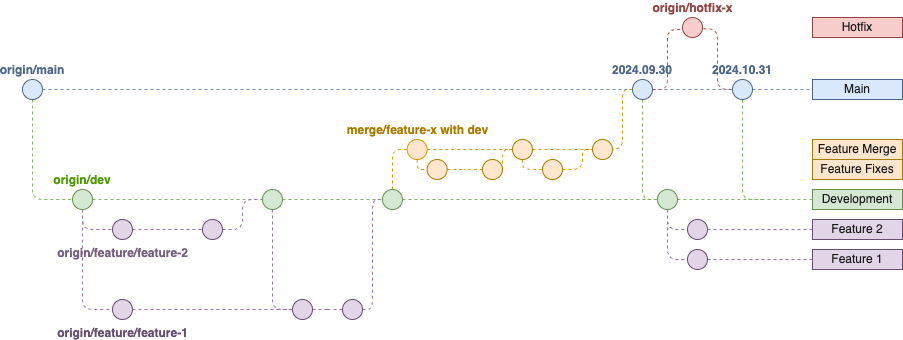 origin/hotfix-x
Hotfix
origin/main
2024.09.30
2024.10.31
Main
merge/feature-x with dev
Feature Merge
Feature Fixes
origin/dev
Development
Feature 2
origin/feature/feature-2
Feature 1
origin/feature/feature-1